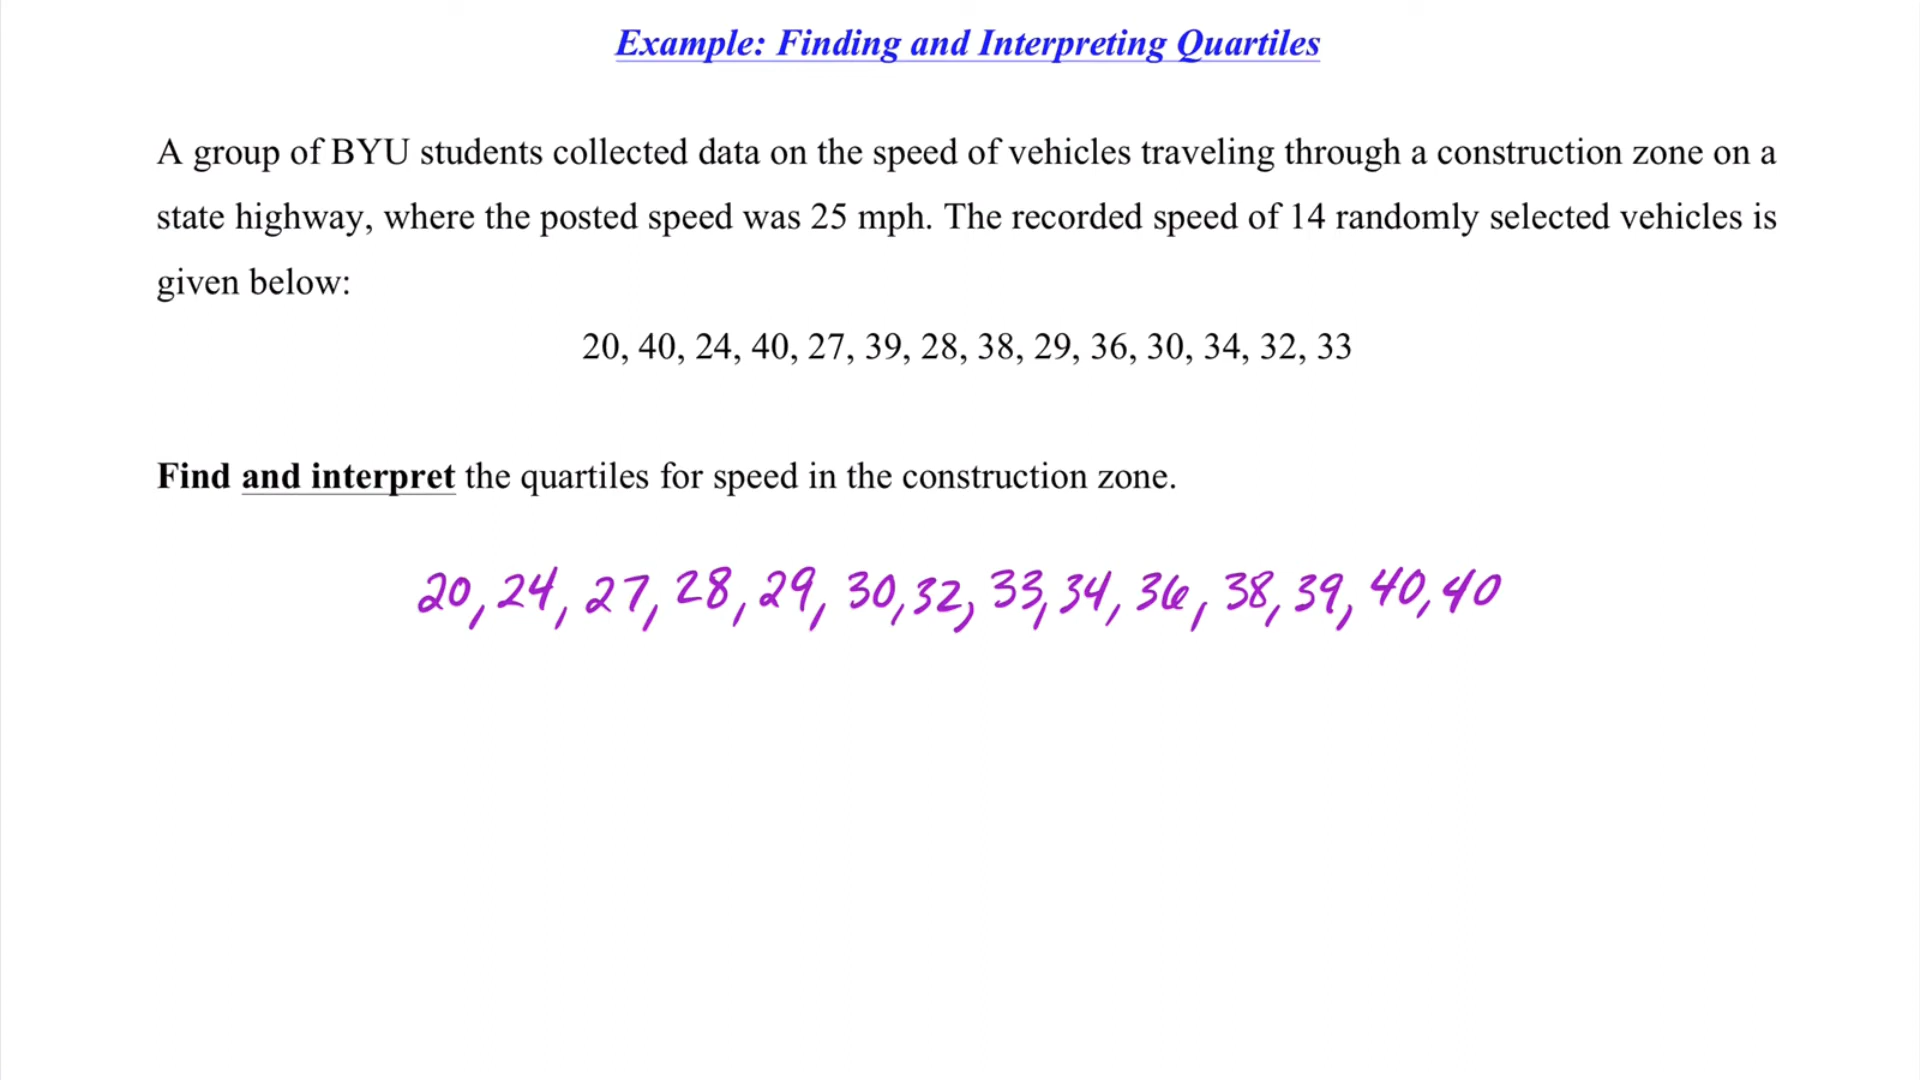 Example: Finding and Interpreting Quartiles
A group of BYU students collected data on the speed of vehicles traveling through a construction zone on a
state highway, where the posted speed was 25 mph. The recorded speed of 14 randomly selected vehicles is
given below:
20, 40, 24, 40, 27, 39, 28, 38, 29, 36, 30, 34, 32, 33
Find and interpret the quartiles for speed in the construction zone.
20, 24, 27, 28, 29, 30, 32, 33, 34, 36, 38, 39, 40, 40